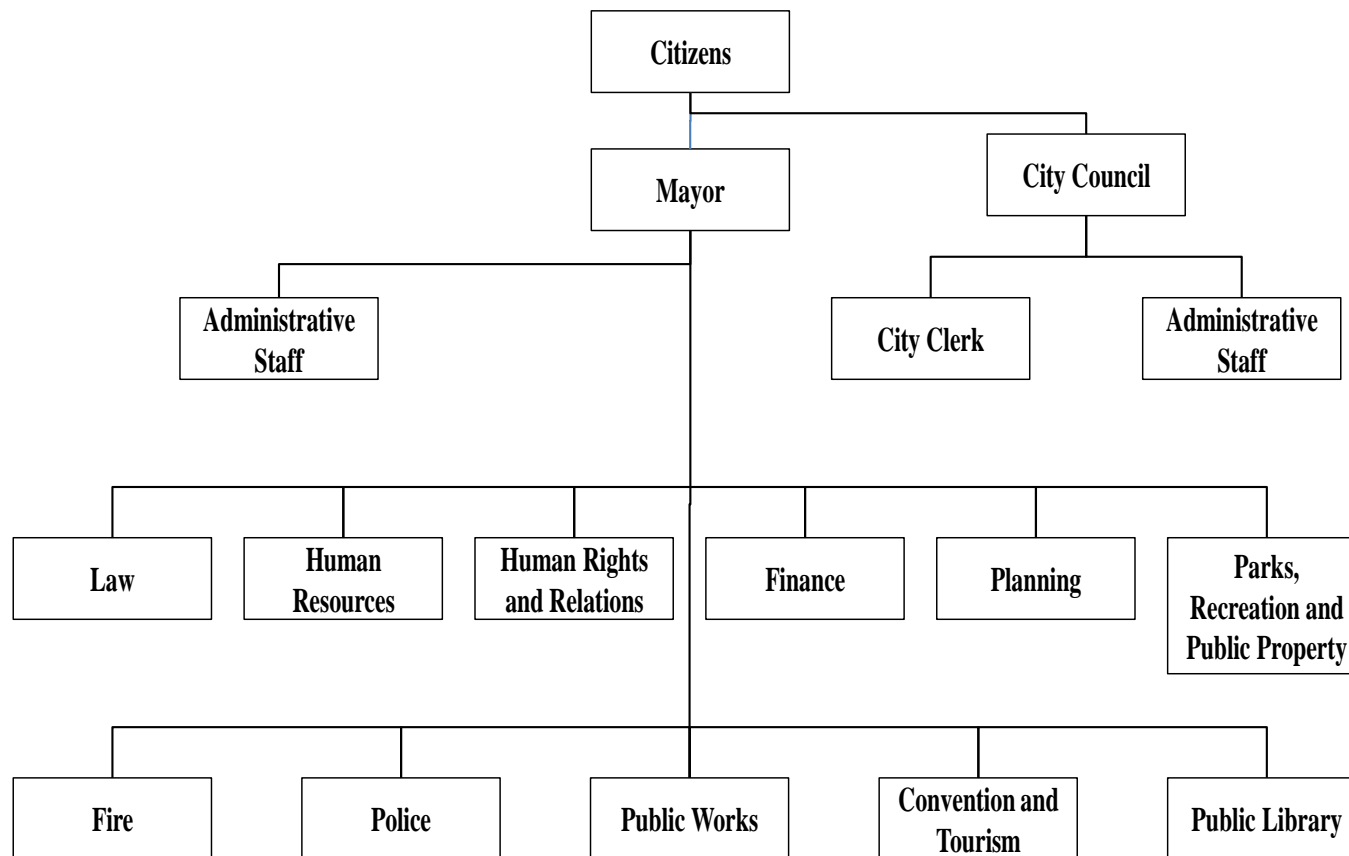 Citizens
Mayor
City Council
Administrative
Staff
City Clerk
Administrative
Staff
Law
Human
Resources
Human Rights
and Relations
Finance
Planning
Parks,
Recreation and
Public Property
Fire
Police
Public Works
Convention and
Tourism
Public Library